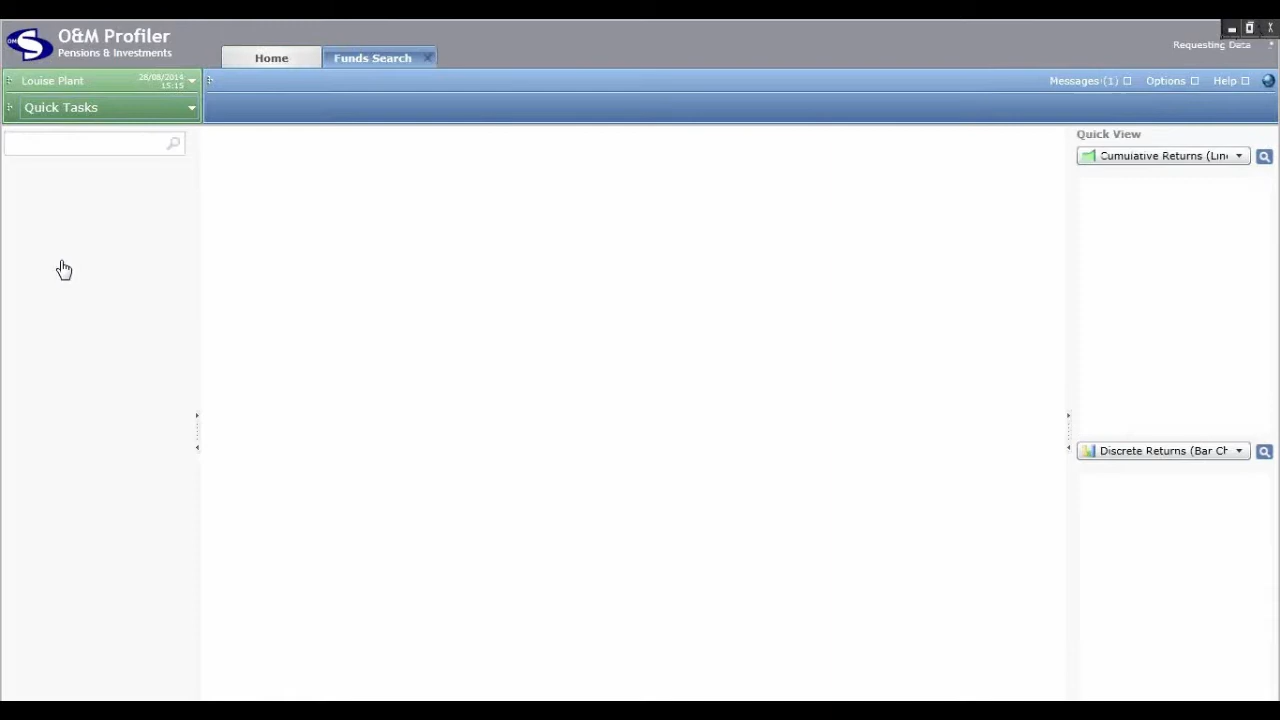 O&M Profiler
Pensions & Investments
Requesting Data
Home
Funds Search
Louise Plant
28/08/2014
15:15
Messages (1)
Options
Help
Quick Tasks
Quick View
Cumulative Returns (Lin
Discrete Returns (Bar Ch